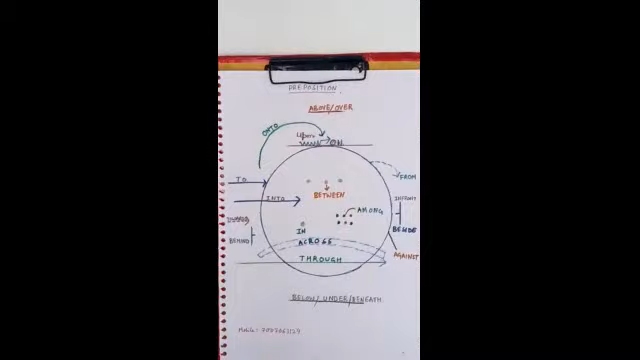 PREPOSITION
ABOVE/OVER
ONTO
Upon
ON
TO
FROM
INTO
BETWEEN
INFRONT
AMONG
BESIDE
IN
BEHIND
ACROSS
AGAINST
THROUGH
BELOW/UNDER/BENEATH